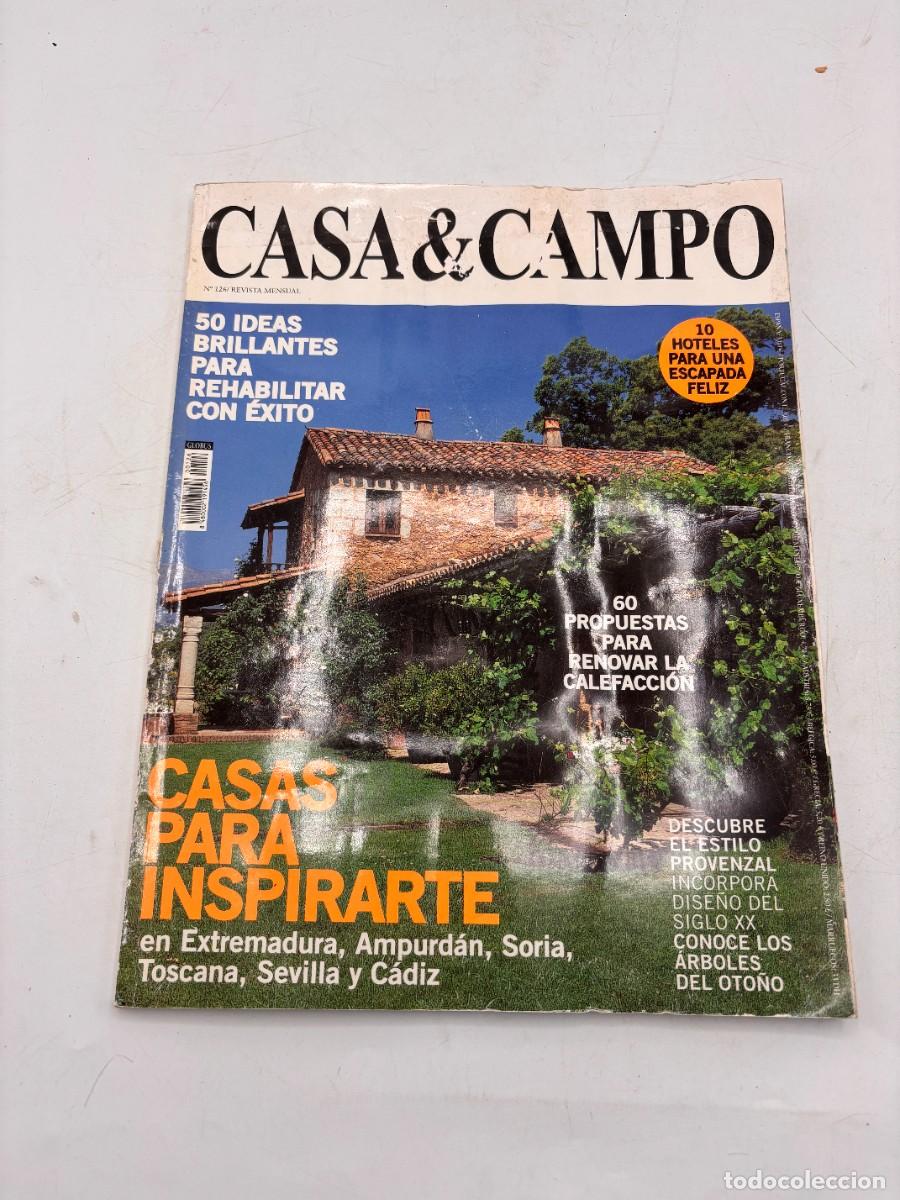 CASA&CAMPO
Nº 126/ REVISTA MENSUAL
50 IDEAS
BRILLANTES
PARA
REHABILITAR
CON ÉXITO
10
HOTELES
PARA UNA
ESCAPADA
FELIZ
GLOBUS
60
PROPUESTAS
PARA
RENOVAR LA
CALEFACCIÓN
CASAS
PARA
INSPIRARTE
en Extremadura, Ampurdán, Soria,
Toscana, Sevilla y Cádiz
DESCUBRE
EL ESTILO
PROVENZAL
INCORPORA
DISEÑO DEL
SIGLO XX
CONOCE LOS
ÁRBOLES
DEL OTOÑO
todocoleccion